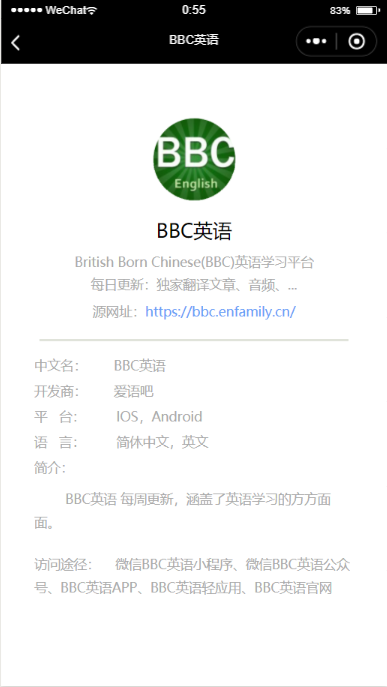 WeChat 0:55 83%
BBC英语
BBC
English
BBC英语
British Born Chinese(BBC)英语学习平台
每日更新：独家翻译文章、音频、...
源网址：https://bbc.enfamily.cn/
中文名： BBC英语
开发商： 爱语吧
平 台： IOS，Android
语 言： 简休中文，英文
简介：
BBC英语 每周更新，涵盖了英语学习的方方面
面。
访问途径： 微信BBC英语小程序、微信BBC英语公众
号、BBC英语APP、BBC英语轻应用、BBC英语官网